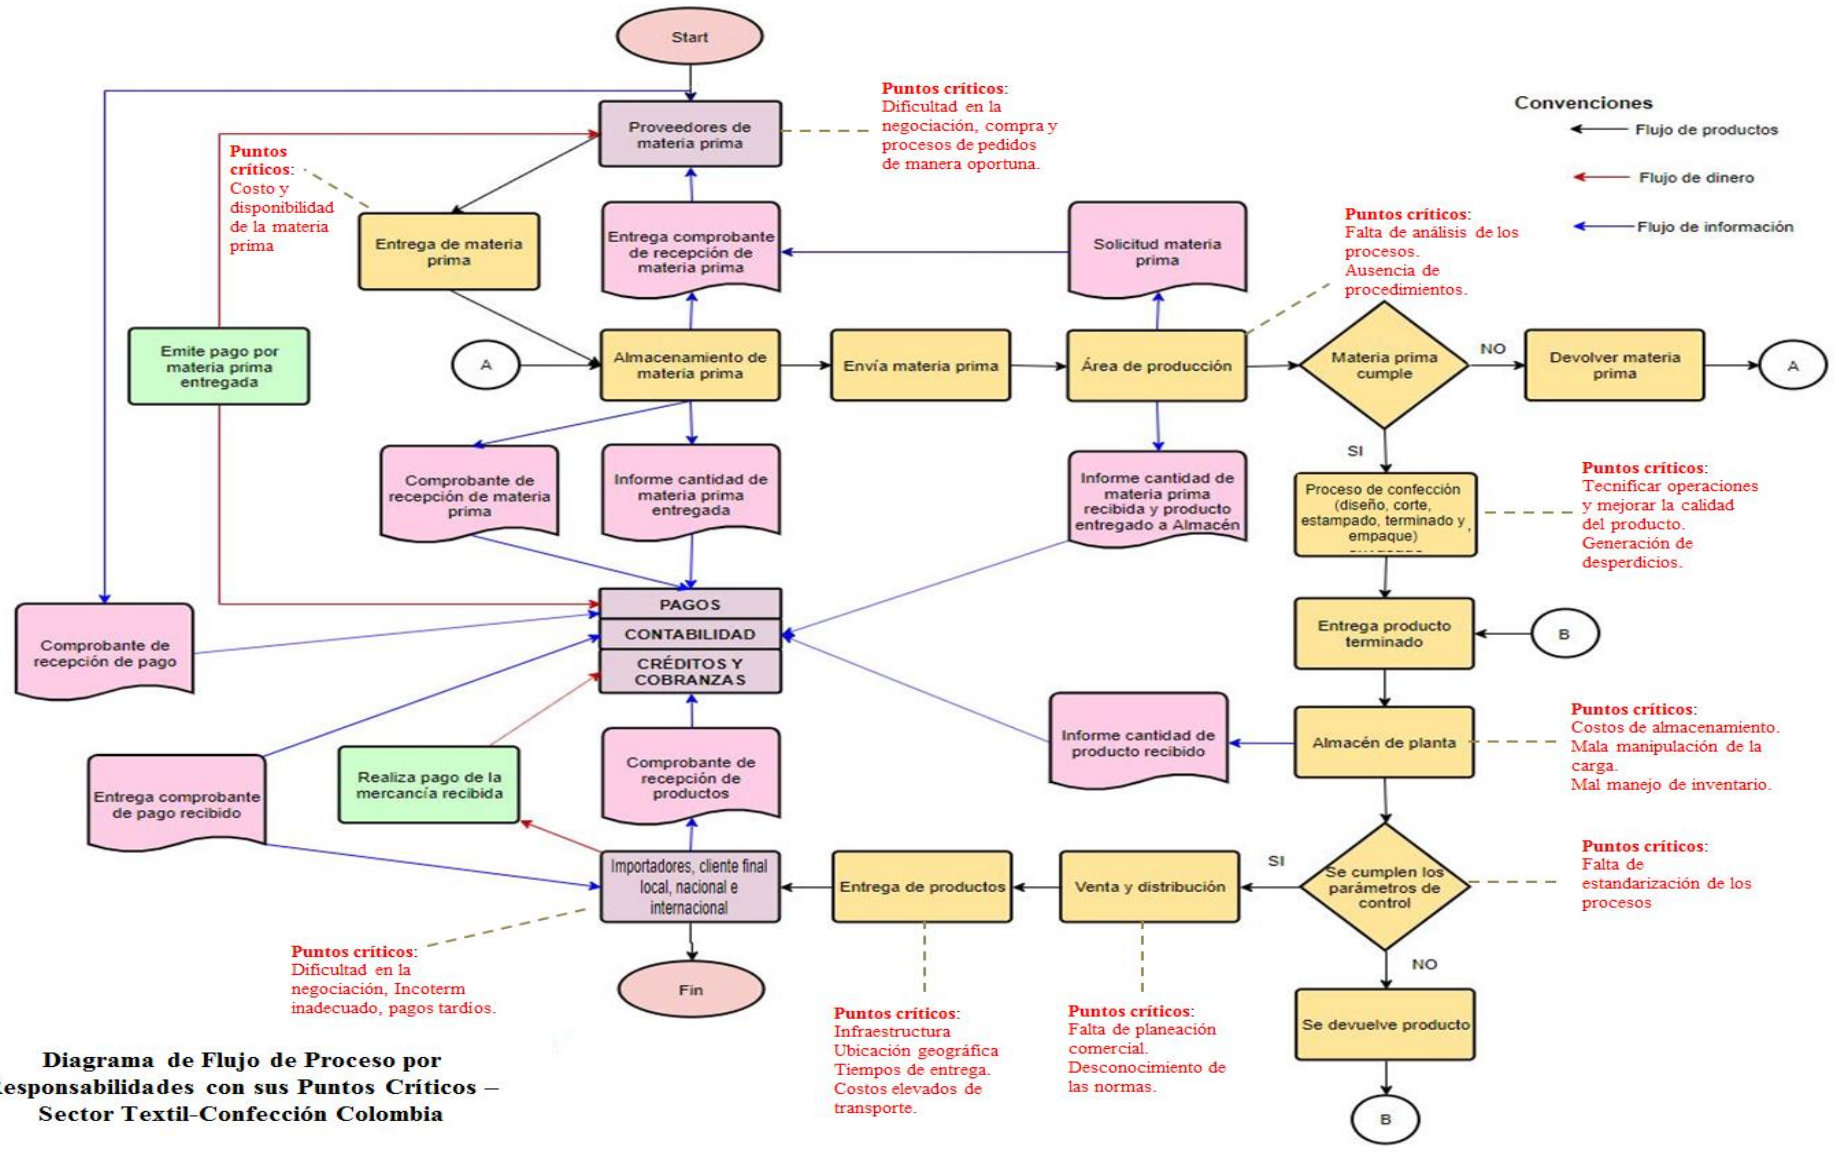 Start
Puntos críticos:
Dificultad en la
negociación, compra y
procesos de pedidos
de manera oportuna.
Convenciones
Flujo de productos
Flujo de dinero
Flujo de información
Proveedores de
materia prima
Puntos
críticos:
Costo y
disponibilidad
de la materia
prima
Entrega de materia
prima
Entrega comprobante
de recepción de
materia prima
Solicitud materia
prima
Puntos críticos:
Falta de análisis de los
procesos.
Ausencia de
procedimientos.
Emite pago por
materia prima
entregada
A
Almacenamiento de
materia prima
Envía materia prima
Área de producción
Materia prima
cumple
NO
Devolver materia
prima
A
SI
Comprobante de
recepción de materia
prima
Informe cantidad de
materia prima
entregada
Informe cantidad de
materia prima
recibida y producto
entregado a Almacén
Proceso de confección
(diseño, corte,
estampado, terminado y
empaque)
Puntos críticos:
Tecnificar operaciones
y mejorar la calidad
del producto.
Generación de
desperdicios.
PAGOS
CONTABILIDAD
CRÉDITOS Y
COBRANZAS
Comprobante de
recepción de pago
Entrega producto
terminado
B
Entrega comprobante
de pago recibido
Realiza pago de la
mercancía recibida
Comprobante de
recepción de
productos
Informe cantidad de
producto recibido
Almacén de planta
Puntos críticos:
Costos de almacenamiento.
Mala manipulación de la
carga.
Mal manejo de inventario.
Importadores, cliente final
local, nacional e
internacional
Entrega de productos
Venta y distribución
SI
Se cumplen los
parámetros de
control
Puntos críticos:
Falta de
estandarización de los
procesos
NO
Puntos críticos:
Dificultad en la
negociación, Incoterm
inadecuado, pagos tardíos.
Fin
Puntos críticos:
Infraestructura
Ubicación geográfica
Tiempos de entrega.
Costos elevados de
transporte.
Puntos críticos:
Falta de planeación
comercial.
Desconocimiento de
las normas.
Se devuelve producto
B
Diagrama de Flujo de Proceso por
esponsabilidades con sus Puntos Críticos –
Sector Textil-Confección Colombia